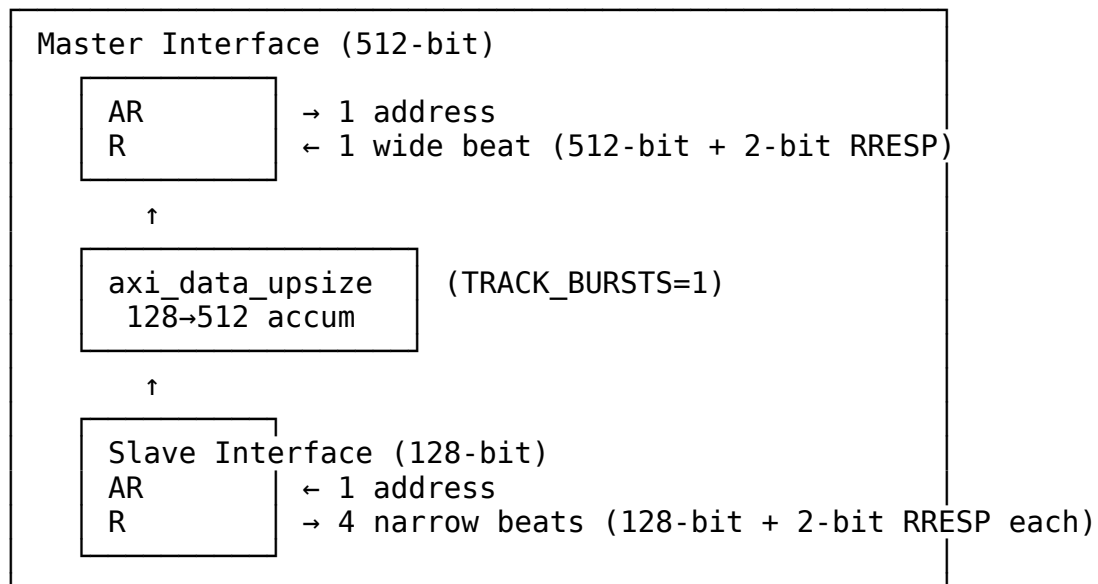 Master Interface (512-bit)
AR → 1 address
R ← 1 wide beat (512-bit + 2-bit RRESP)
↑
axi_data_upsize (TRACK_BURSTS=1)
128→512 accum
↑
Slave Interface (128-bit)
AR ← 1 address
R → 4 narrow beats (128-bit + 2-bit RRESP each)